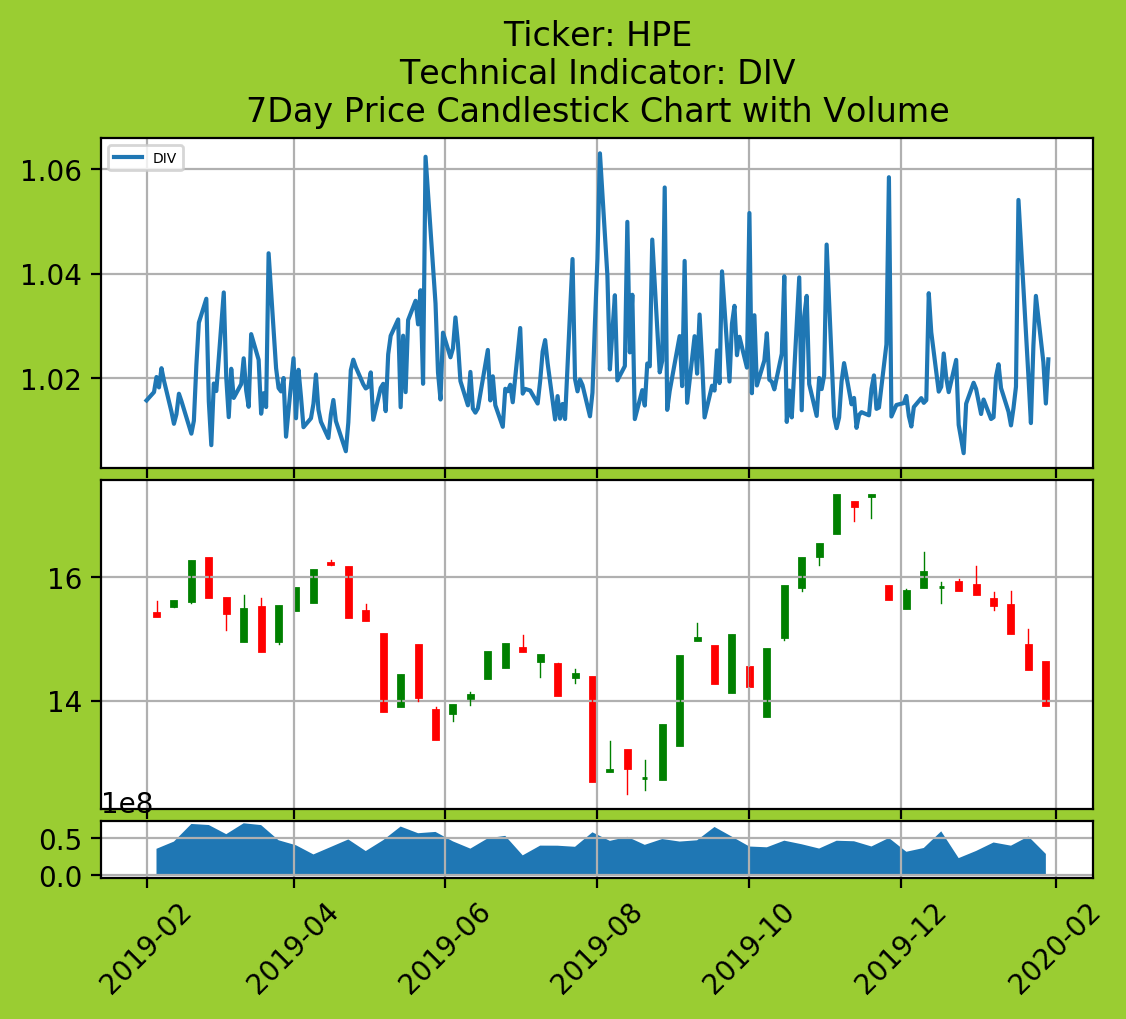 Ticker: HPE
Technical Indicator: DIV
7Day Price Candlestick Chart with Volume
DIV
1.06
1.04
1.02
16
14
1e8
0.5
0.0
2019-02
2019-04
2019-06
2019-08
2019-10
2019-12
2020-02